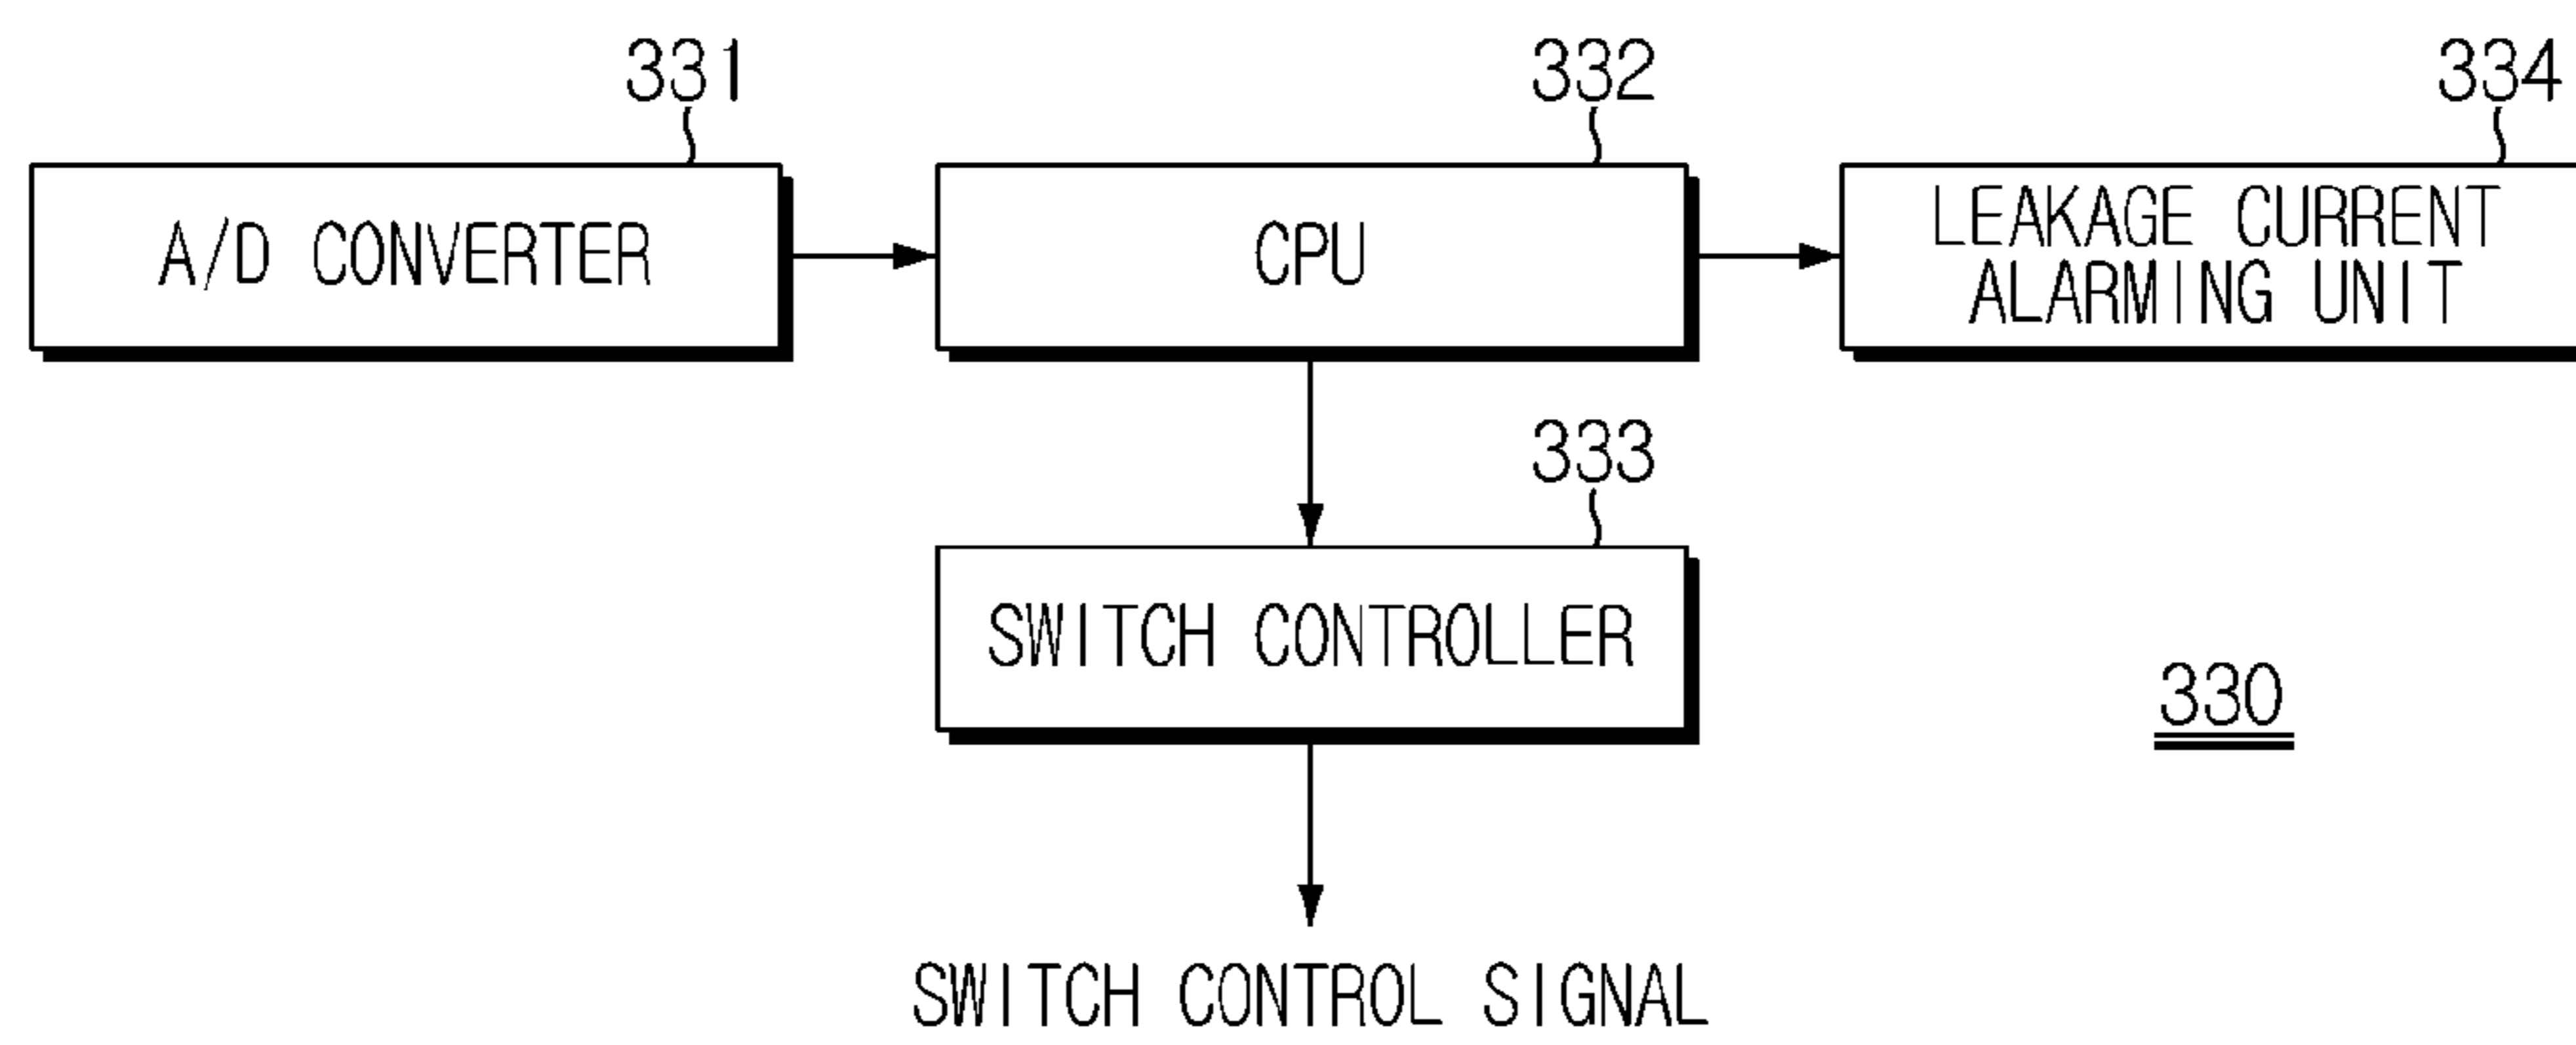 331
332
334
A/D CONVERTER
CPU
LEAKAGE CURRENT
ALARMING UNIT
333
SWITCH CONTROLLER
330
SWITCH CONTROL SIGNAL